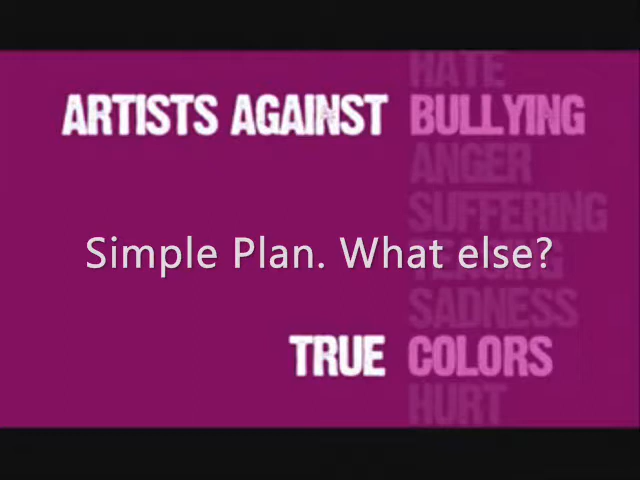 HATE
ARTISTS AGAINST BULLYING
ANGER
SUFFERING
Simple Plan. What else?
SADNESS
TRUE COLORS
HURT